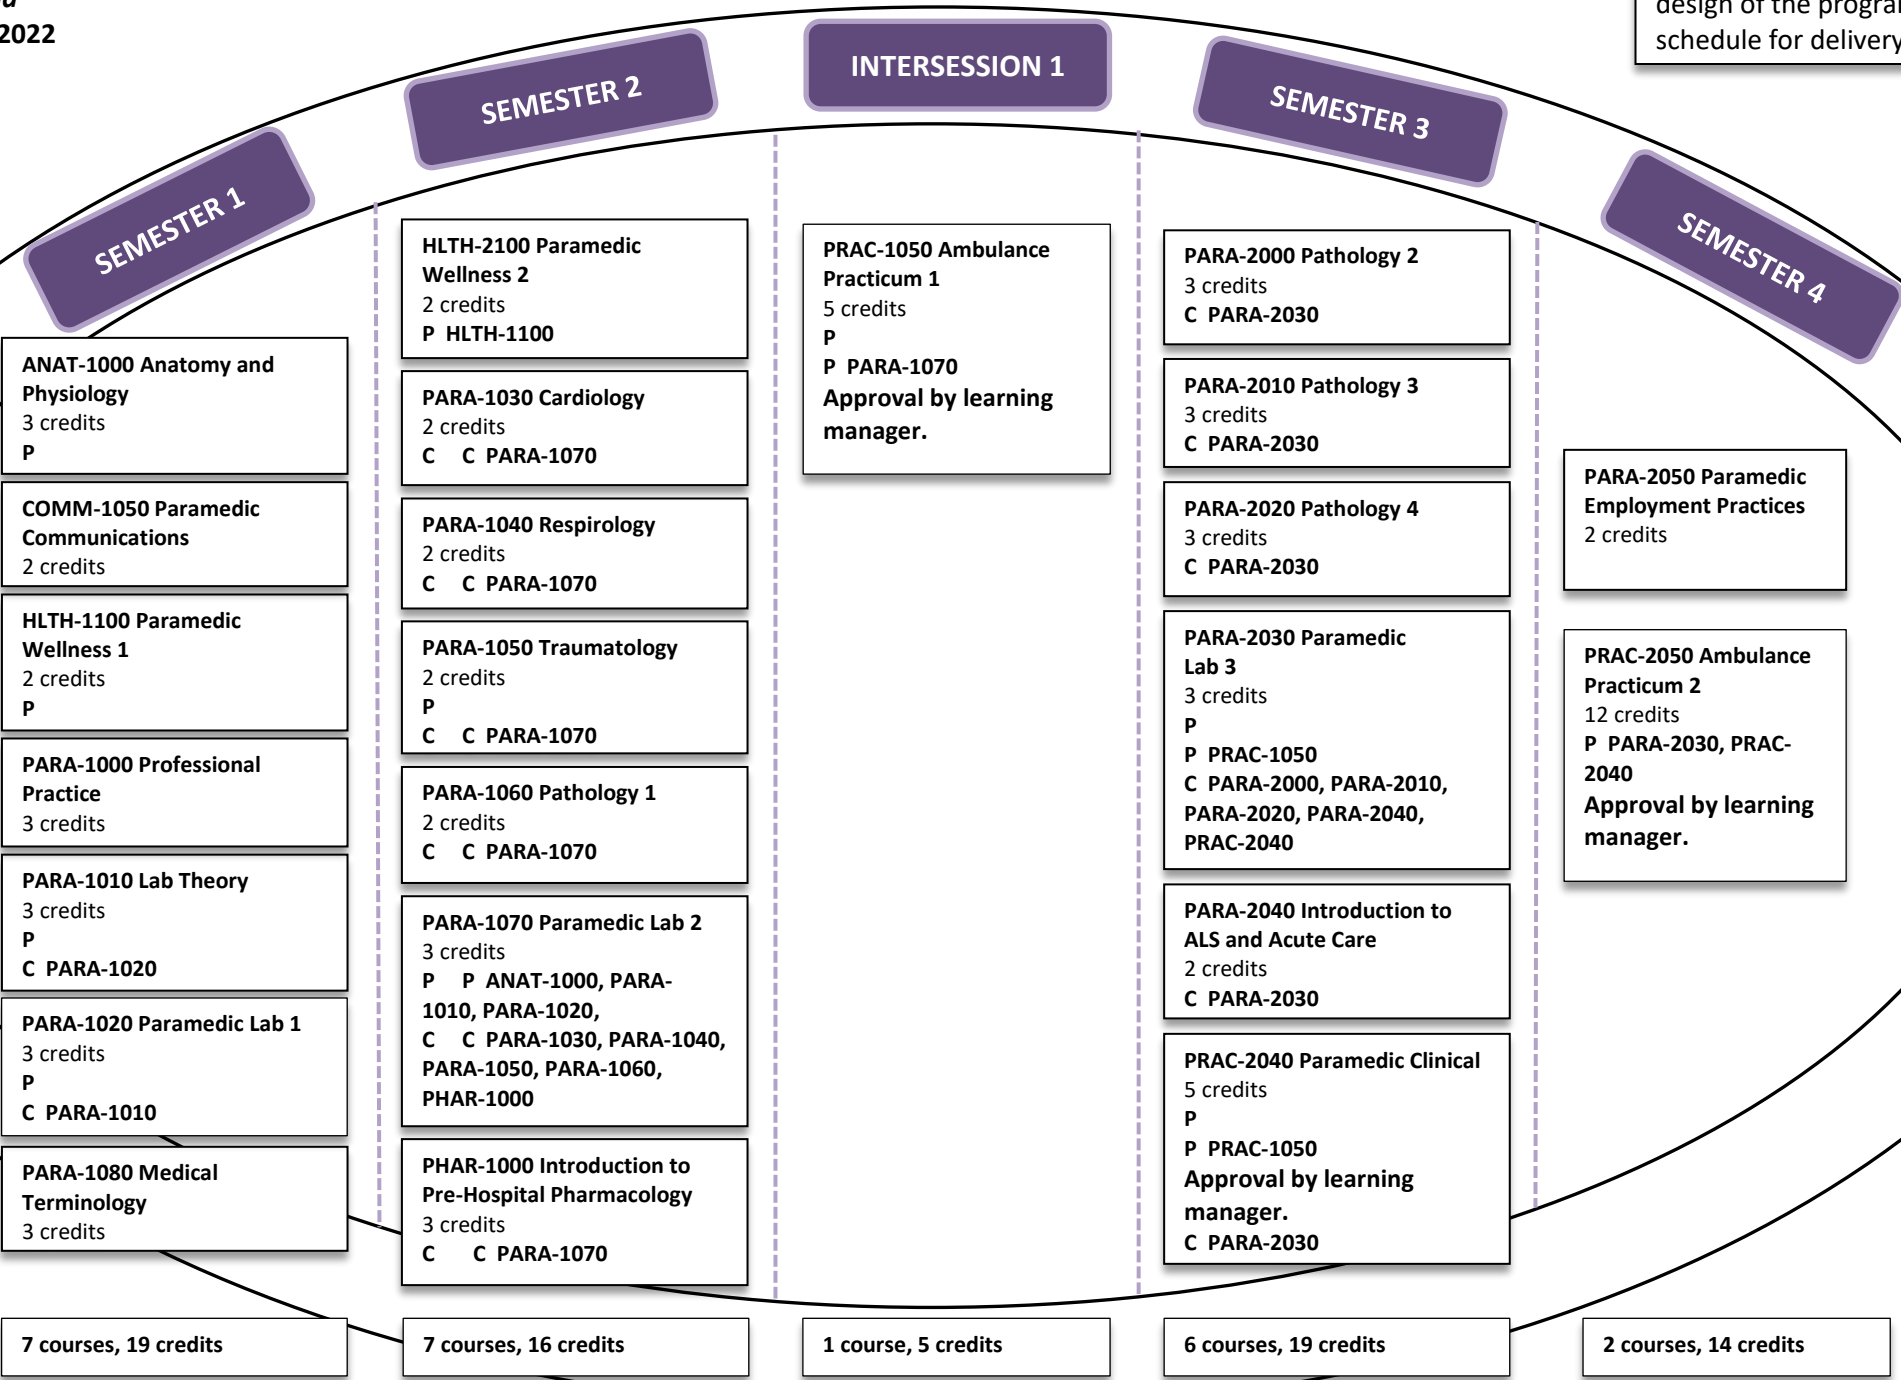 2022
design of the progra
schedule for delivery
SEMESTER 1
SEMESTER 2
INTERSESSION 1
SEMESTER 3
SEMESTER 4
ANAT-1000 Anatomy and
Physiology
3 credits
P
COMM-1050 Paramedic
Communications
2 credits
HLTH-1100 Paramedic
Wellness 1
2 credits
P
PARA-1000 Professional
Practice
3 credits
PARA-1010 Lab Theory
3 credits
P
C PARA-1020
PARA-1020 Paramedic Lab 1
3 credits
P
C PARA-1010
PARA-1080 Medical
Terminology
3 credits
7 courses, 19 credits
HLTH-2100 Paramedic
Wellness 2
2 credits
P HLTH-1100
PARA-1030 Cardiology
2 credits
C C PARA-1070
PARA-1040 Respirology
2 credits
C C PARA-1070
PARA-1050 Traumatology
2 credits
P
C C PARA-1070
PARA-1060 Pathology 1
2 credits
C C PARA-1070
PARA-1070 Paramedic Lab 2
3 credits
P P ANAT-1000, PARA-
1010, PARA-1020,
C C PARA-1030, PARA-1040,
PARA-1050, PARA-1060,
PHAR-1000
PHAR-1000 Introduction to
Pre-Hospital Pharmacology
3 credits
C C PARA-1070
7 courses, 16 credits
PRAC-1050 Ambulance
Practicum 1
5 credits
P
P PARA-1070
Approval by learning
manager.
1 course, 5 credits
PARA-2000 Pathology 2
3 credits
C PARA-2030
PARA-2010 Pathology 3
3 credits
C PARA-2030
PARA-2020 Pathology 4
3 credits
C PARA-2030
PARA-2030 Paramedic
Lab 3
3 credits
P
P PRAC-1050
C PARA-2000, PARA-2010,
PARA-2020, PARA-2040,
PRAC-2040
PARA-2040 Introduction to
ALS and Acute Care
2 credits
C PARA-2030
PRAC-2040 Paramedic Clinical
5 credits
P
P PRAC-1050
Approval by learning
manager.
C PARA-2030
6 courses, 19 credits
PARA-2050 Paramedic
Employment Practices
2 credits
PRAC-2050 Ambulance
Practicum 2
12 credits
P PARA-2030, PRAC-
2040
Approval by learning
manager.
2 courses, 14 credits